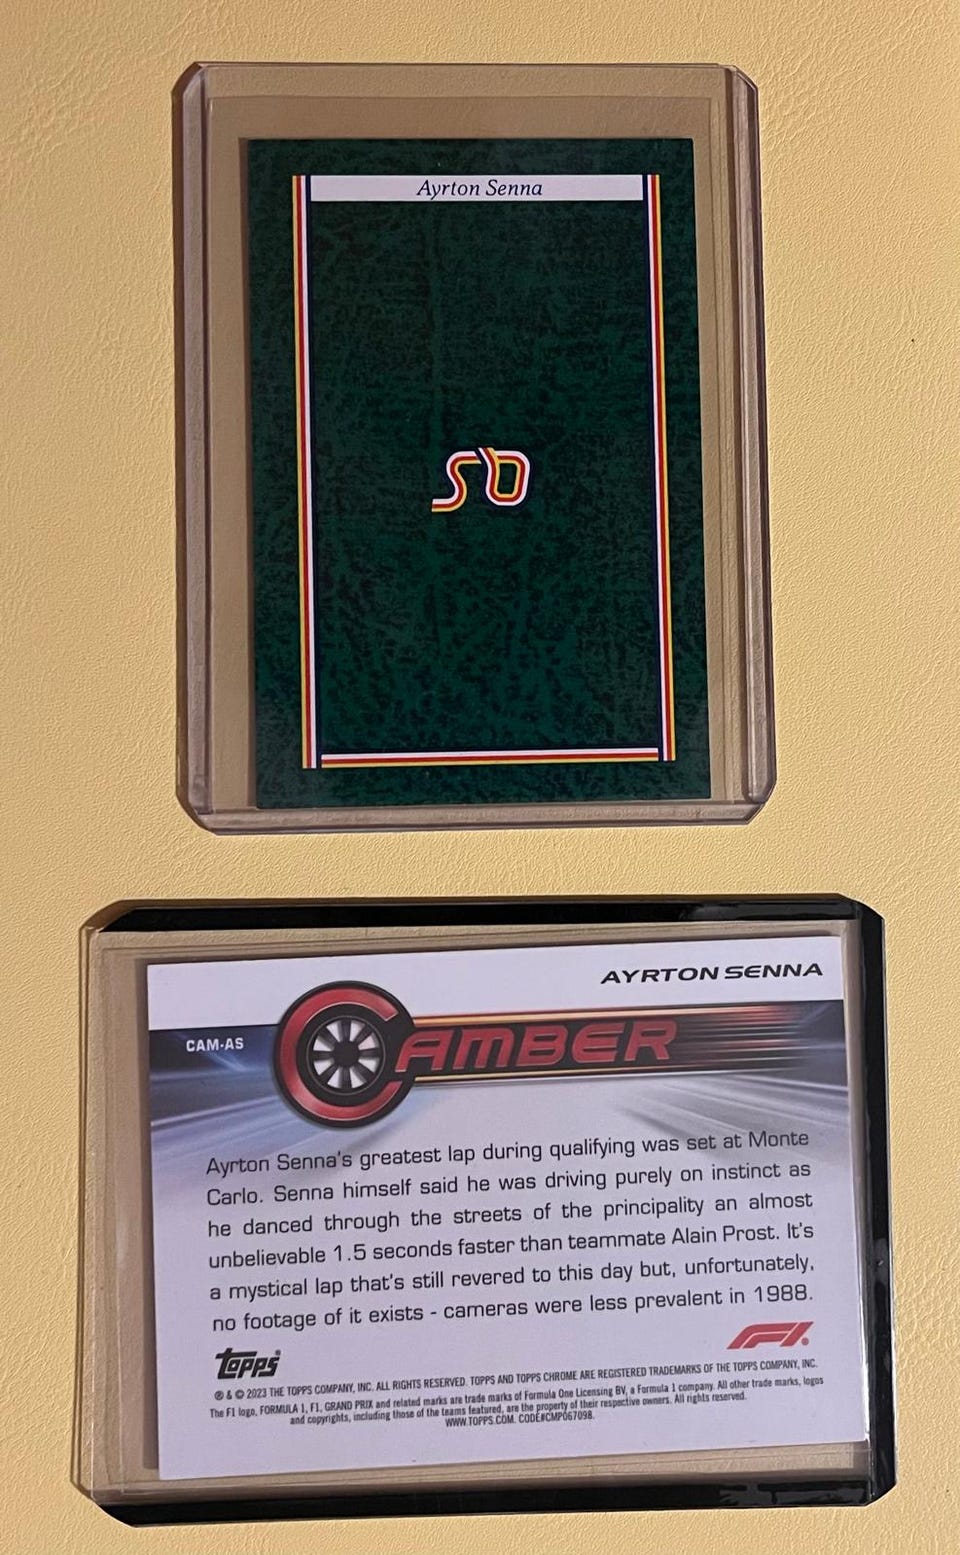 Ayrton Senna
50
AYRTON SENNA
CAM-AS
CAMBER
Ayrton Senna's greatest lap during qualifying was set at Monte
Carlo. Senna himself said he was driving purely on instinct as
he danced through the streets of the principality an almost
unbelievable 1.5 seconds faster than teammate Alain Prost. It's
a mystical lap that's still revered to this day but, unfortunately,
no footage of it exists - cameras were less prevalent in 1988.
Topps
F1
® & © 2023 THE TOPPS COMPANY, INC. ALL RIGHTS RESERVED. TOPPS AND TOPPS CHROME ARE REGISTERED TRADEMARKS OF THE TOPPS COMPANY, INC.
The F1 logo, FORMULA 1, F1, GRAND PRIX and related marks are trade marks of Formula One Licensing BV, a Formula 1 company. All other trade marks, logos
and copyrights, including those of the teams featured, are the property of their respective owners. All rights reserved.
WWW.TOPPS.COM. CODE#CMP067098.